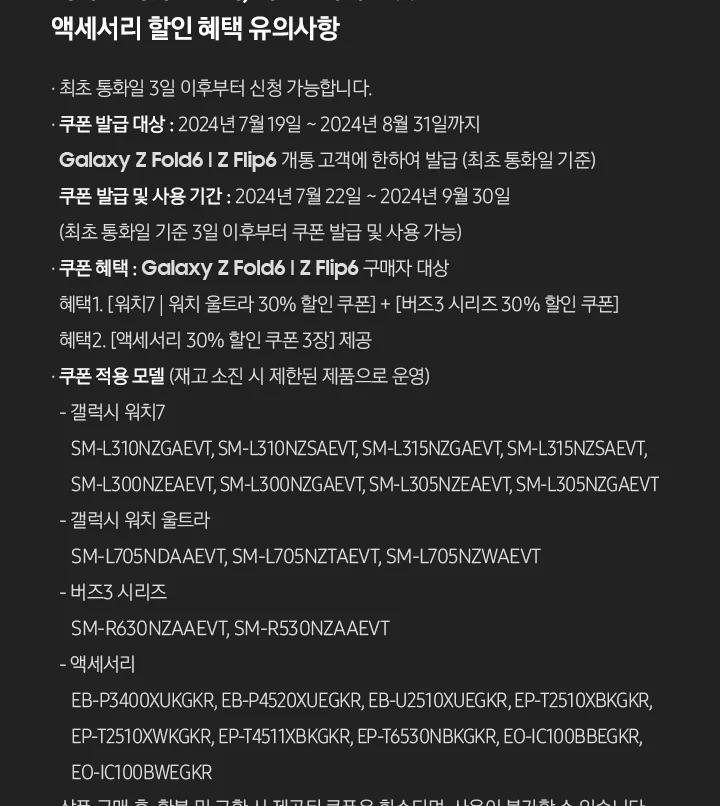 액세서리 할인 혜택 유의사항
· 최초 통화일 3일 이후부터 신청 가능합니다.
· 쿠폰 발급 대상 : 2024년 7월 19일 ~ 2024년 8월 31일까지
Galaxy Z Fold6 | Z Flip6 개통 고객에 한하여 발급 (최초 통화일 기준)
쿠폰 발급 및 사용 기간 : 2024년 7월 22일 ~ 2024년 9월 30일
(최초 통화일 기준 3일 이후부터 쿠폰 발급 및 사용 가능)
· 쿠폰 혜택 : Galaxy Z Fold6 | Z Flip6 구매자 대상
혜택1. [워치7 | 워치 울트라 30% 할인 쿠폰] + [버즈3 시리즈 30% 할인 쿠폰]
혜택2. [액세서리 30% 할인 쿠폰 3장] 제공
· 쿠폰 적용 모델 (재고 소진 시 제한된 제품으로 운영)
- 갤럭시 워치7
SM-L310NZGAEVT, SM-L310NZSAEVT, SM-L315NZGAEVT, SM-L315NZSAEVT,
SM-L300NZEAEVT, SM-L300NZGAEVT, SM-L305NZEAEVT, SM-L305NZGAEVT
- 갤럭시 워치 울트라
SM-L705NDAAEVT, SM-L705NZTAEVT, SM-L705NZWAEVT
- 버즈3 시리즈
SM-R630NZAAEVT, SM-R530NZAAEVT
- 액세서리
EB-P3400XUKGKR, EB-P4520XUEGKR, EB-U2510XUEGKR, EP-T2510XBKGKR,
EP-T2510XWKGKR, EP-T4511XBKGKR, EP-T6530NBKGKR, EO-IC100BBEGKR,
EO-IC100BWEGKR